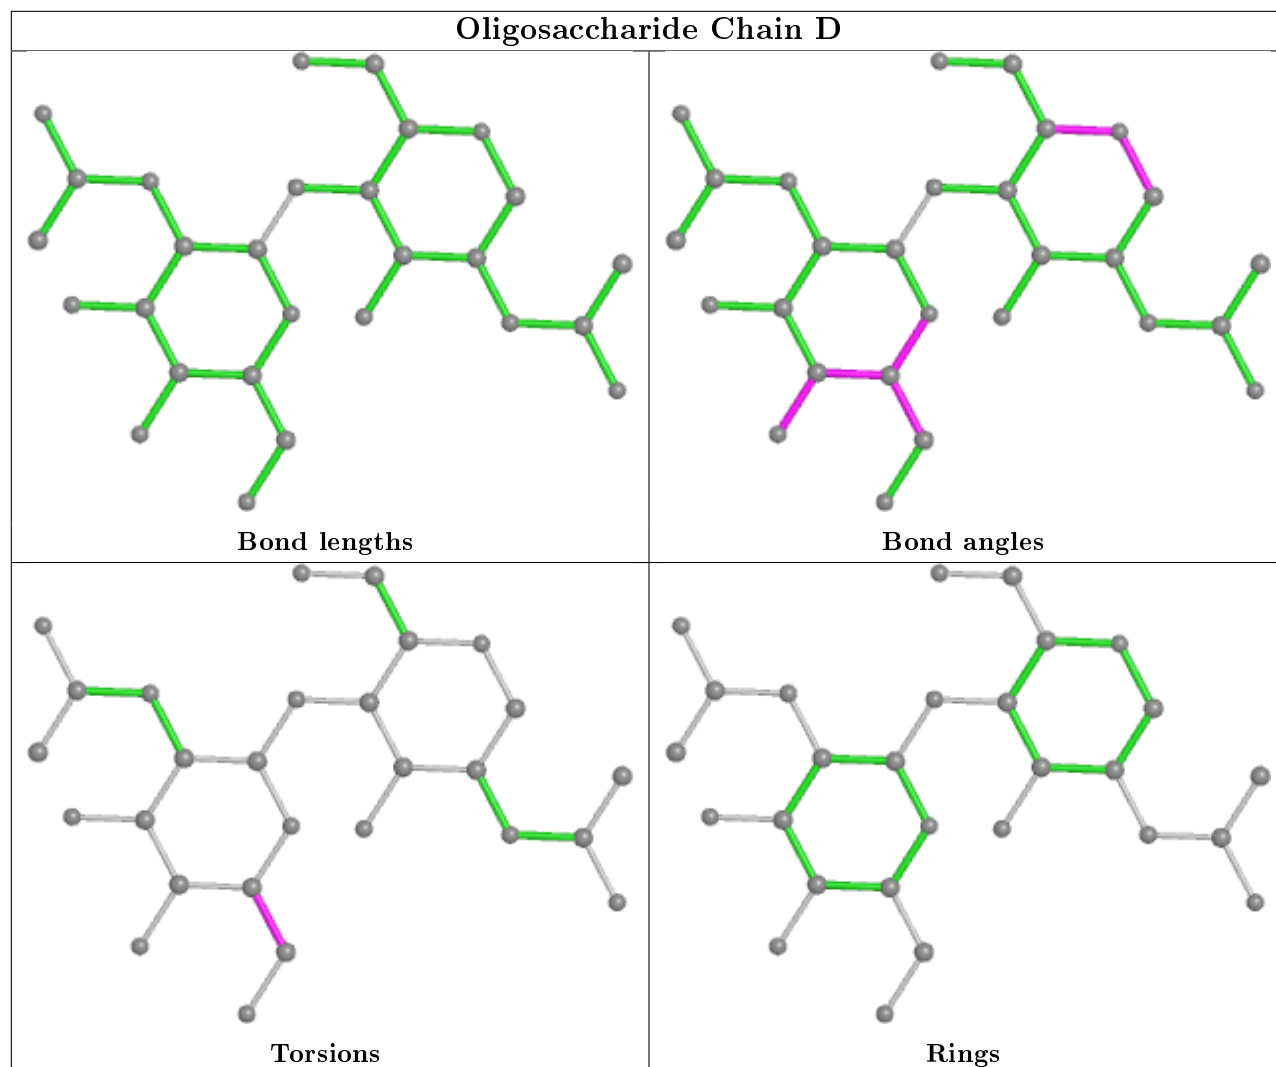 Oligosaccharide Chain D
Bond lengths
Bond angles
Torsions
Rings